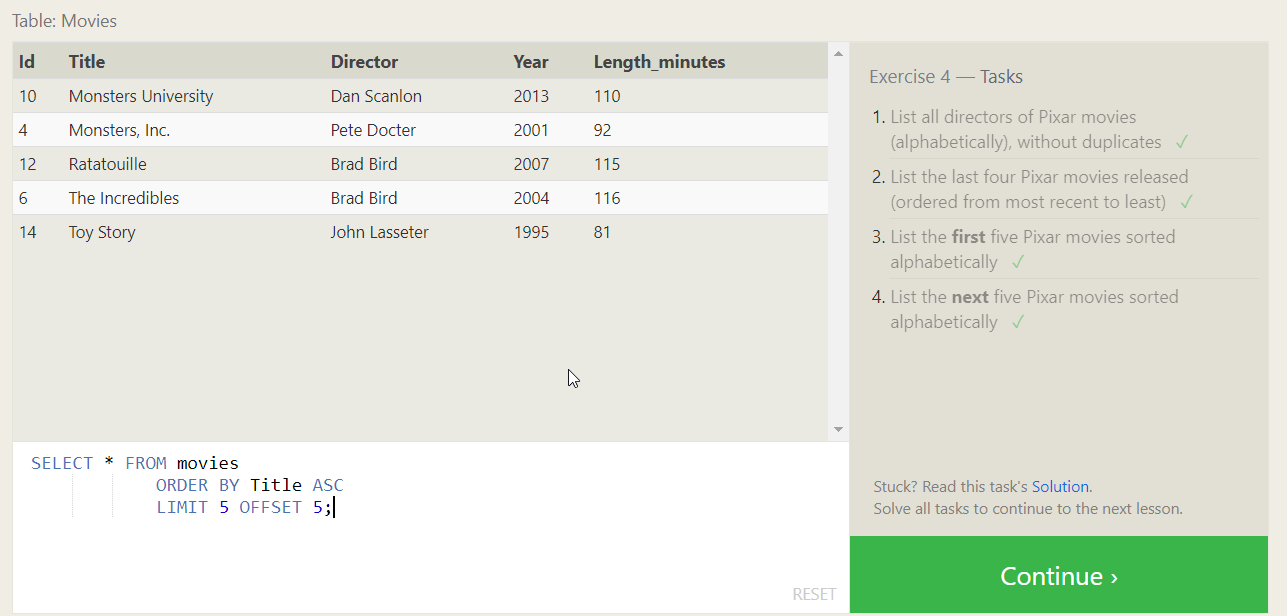 Table: Movies
Id Title Director Year Length_minutes
10 Monsters University Dan Scanlon 2013 110
4 Monsters, Inc. Pete Docter 2001 92
12 Ratatouille Brad Bird 2007 115
6 The Incredibles Brad Bird 2004 116
14 Toy Story John Lasseter 1995 81
SELECT * FROM movies
ORDER BY Title ASC
LIMIT 5 OFFSET 5;
RESET
Exercise 4 — Tasks
1. List all directors of Pixar movies
(alphabetically), without duplicates ✓
2. List the last four Pixar movies released
(ordered from most recent to least) ✓
3. List the first five Pixar movies sorted
alphabetically ✓
4. List the next five Pixar movies sorted
alphabetically ✓
Stuck? Read this task's Solution.
Solve all tasks to continue to the next lesson.
Continue ›